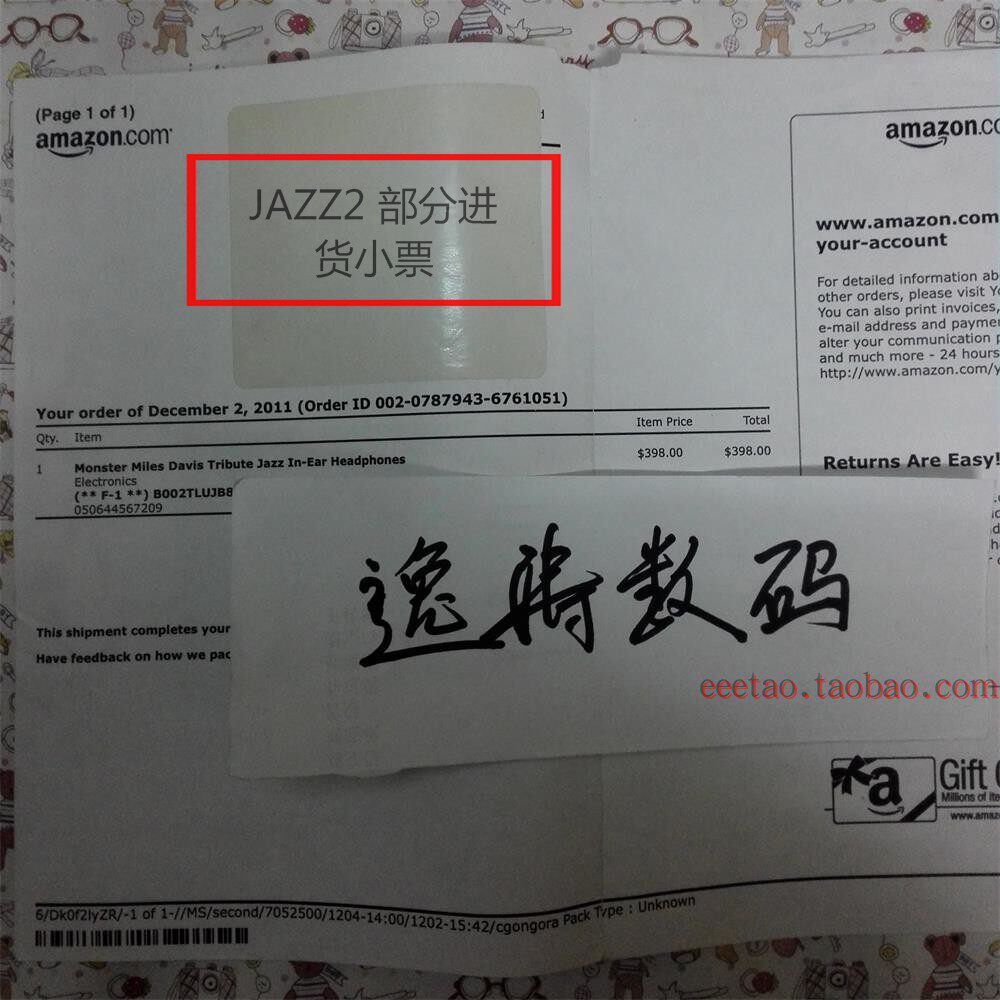 (Page 1 of 1)
amazon.com
JAZZ2 部分进
货小票
Your order of December 2, 2011 (Order ID 002-0787943-6761051)
Qty. Item Item Price Total
1 Monster Miles Davis Tribute Jazz In-Ear Headphones $398.00 $398.00
Electronics
(** F-1 **) B002TLUJB8
050644567209
This shipment completes your
Have feedback on how we pac
amazon.co
www.amazon.com
your-account
For detailed information ab
other orders, please visit Yo
You can also print invoices,
e-mail address and payme
alter your communication p
and much more - 24 hours
http://www.amazon.com/y
Returns Are Easy!
数码
eeetao.taobao.com
a Gift
Millions of ite
www.amaz
6/Dk0f2lyZR/-1 of 1-//MS/second/7052500/1204-14:00/1202-15:42/cgongora Pack Type : Unknown